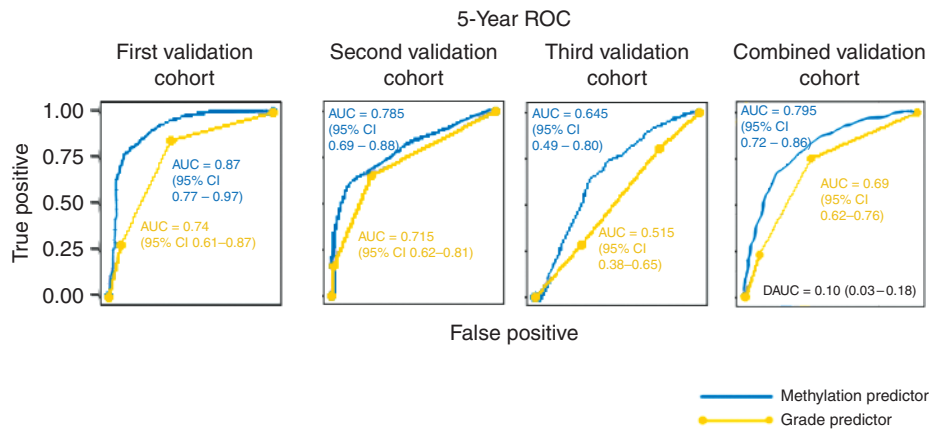 5-Year ROC
First validation
cohort
Second validation
cohort
Third validation
cohort
Combined validation
cohort
True positive
1.00
0.75
0.50
0.25
0.00
AUC = 0.87
(95% CI
0.77 – 0.97)
AUC = 0.74
(95% CI 0.61–0.87)
AUC = 0.785
(95% CI
0.69 – 0.88)
AUC = 0.715
(95% CI 0.62–0.81)
AUC = 0.645
(95% CI
0.49 – 0.80)
AUC = 0.515
(95% CI
0.38–0.65)
AUC = 0.795
(95% CI
0.72 – 0.86)
AUC = 0.69
(95% CI
0.62–0.76)
DAUC = 0.10 (0.03–0.18)
False positive
Methylation predictor
Grade predictor